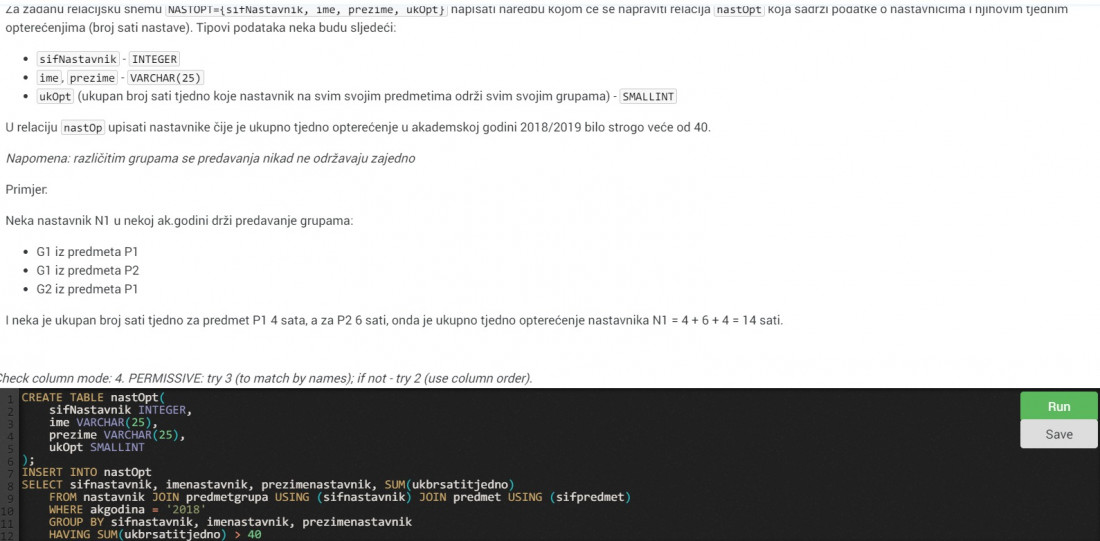 Za zadanu relacijsku shemu NASTOPT={sifNastavnik, ime, prezime, ukOpt} napisati naredbu kojom će se napraviti relacija nastOpt koja sadrži podatke o nastavnicima i njihovim tjednim
opterećenjima (broj sati nastave). Tipovi podataka neka budu sljedeći:
• sifNastavnik - INTEGER
• ime, prezime - VARCHAR(25)
• ukOpt (ukupan broj sati tjedno koje nastavnik na svim svojim predmetima održi svim svojim grupama) - SMALLINT
U relaciju nastOp upisati nastavnike čije je ukupno tjedno opterećenje u akademskoj godini 2018/2019 bilo strogo veće od 40.
Napomena: različitim grupama se predavanja nikad ne održavaju zajedno
Primjer:
Neka nastavnik N1 u nekoj ak.godini drži predavanje grupama:
• G1 iz predmeta P1
• G1 iz predmeta P2
• G2 iz predmeta P1
I neka je ukupan broj sati tjedno za predmet P1 4 sata, a za P2 6 sati, onda je ukupno tjedno opterećenje nastavnika N1 = 4 + 6 + 4 = 14 sati.
Check column mode: 4. PERMISSIVE: try 3 (to match by names); if not - try 2 (use column order).
1 CREATE TABLE nastOpt(
2 sifNastavnik INTEGER,
3 ime VARCHAR(25),
4 prezime VARCHAR(25),
5 ukOpt SMALLINT
6 );
7 INSERT INTO nastOpt
8 SELECT sifnastavnik, imenastavnik, prezimenastavnik, SUM(ukbrsatitjedno)
9 FROM nastavnik JOIN predmetgrupa USING (sifnastavnik) JOIN predmet USING (sifpredmet)
10 WHERE akgodina = '2018'
11 GROUP BY sifnastavnik, imenastavnik, prezimenastavnik
12 HAVING SUM(ukbrsatitjedno) > 40
Run
Save